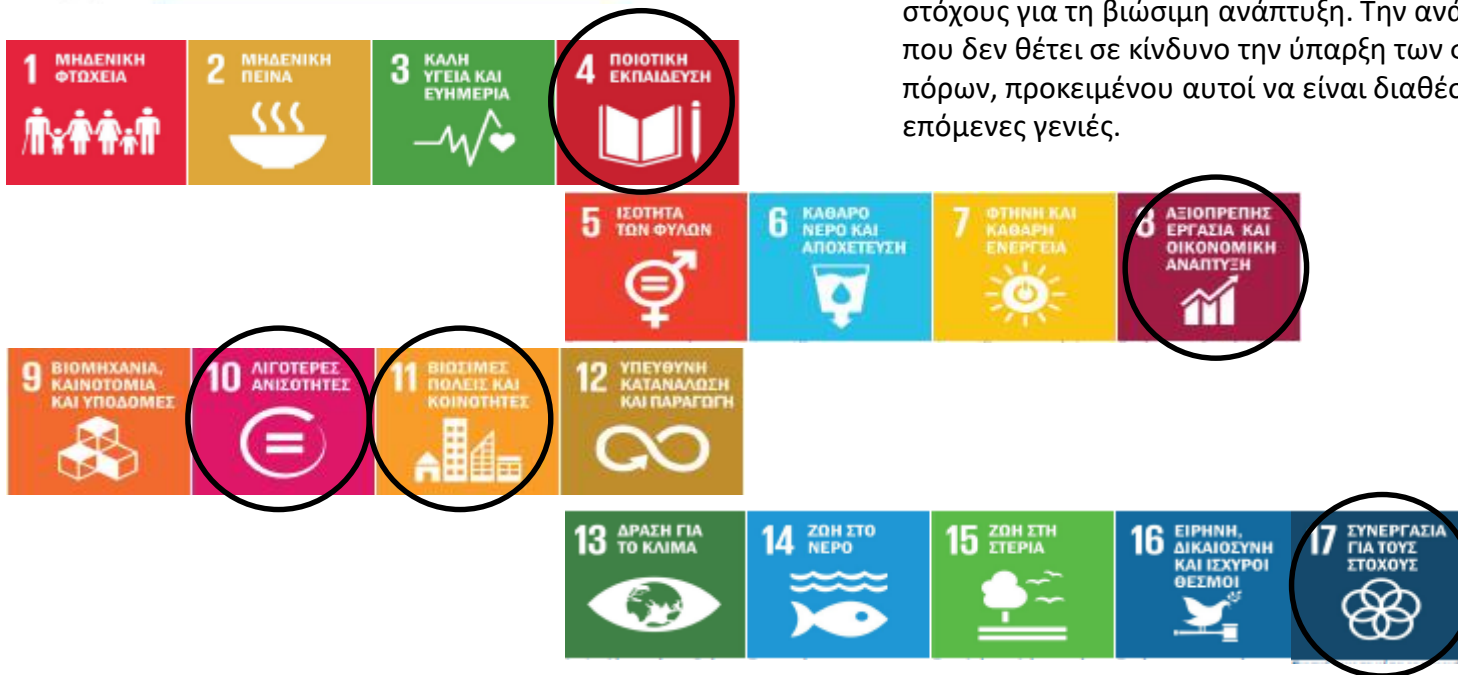 στόχους για τη βιώσιμη ανάπτυξη. Την
που δεν θέτει σε κίνδυνο την ύπαρξη των
πόρων, προκειμένου αυτοί να είναι
επόμενες γενιές.
1 ΜΗΔΕΝΙΚΗ
ΦΤΩΧΕΙΑ
2 ΜΗΔΕΝΙΚΗ
ΠΕΙΝΑ
3 ΚΑΛΗ
ΥΓΕΙΑ ΚΑΙ
ΕΥΗΜΕΡΙΑ
4 ΠΟΙΟΤΙΚΗ
ΕΚΠΑΙΔΕΥΣΗ
5 ΙΣΟΤΗΤΑ
ΤΩΝ ΦΥΛΩΝ
6 ΚΑΘΑΡΟ
ΝΕΡΟ ΚΑΙ
ΑΠΟΧΕΤΕΥΣΗ
7 ΦΤΗΝΗ ΚΑΙ
ΚΑΘΑΡΗ
ΕΝΕΡΓΕΙΑ
8 ΑΞΙΟΠΡΕΠΗΣ
ΕΡΓΑΣΙΑ ΚΑΙ
ΟΙΚΟΝΟΜΙΚΗ
ΑΝΑΠΤΥΞΗ
9 ΒΙΟΜΗΧΑΝΙΑ,
ΚΑΙΝΟΤΟΜΙΑ
ΚΑΙ ΥΠΟΔΟΜΕΣ
10 ΛΙΓΟΤΕΡΕΣ
ΑΝΙΣΟΤΗΤΕΣ
11 ΒΙΩΣΙΜΕΣ
ΠΟΛΕΙΣ ΚΑΙ
ΚΟΙΝΟΤΗΤΕΣ
12 ΥΠΕΥΘΥΝΗ
ΚΑΤΑΝΑΛΩΣΗ
ΚΑΙ ΠΑΡΑΓΩΓΗ
13 ΔΡΑΣΗ ΓΙΑ
ΤΟ ΚΛΙΜΑ
14 ΖΩΗ ΣΤΟ
ΝΕΡΟ
15 ΖΩΗ ΣΤΗ
ΣΤΕΡΙΑ
16 ΕΙΡΗΝΗ,
ΔΙΚΑΙΟΣΥΝΗ
ΚΑΙ ΙΣΧΥΡΟΙ
ΘΕΣΜΟΙ
17 ΣΥΝΕΡΓΑΣΙΑ
ΓΙΑ ΤΟΥΣ
ΣΤΟΧΟΥΣ